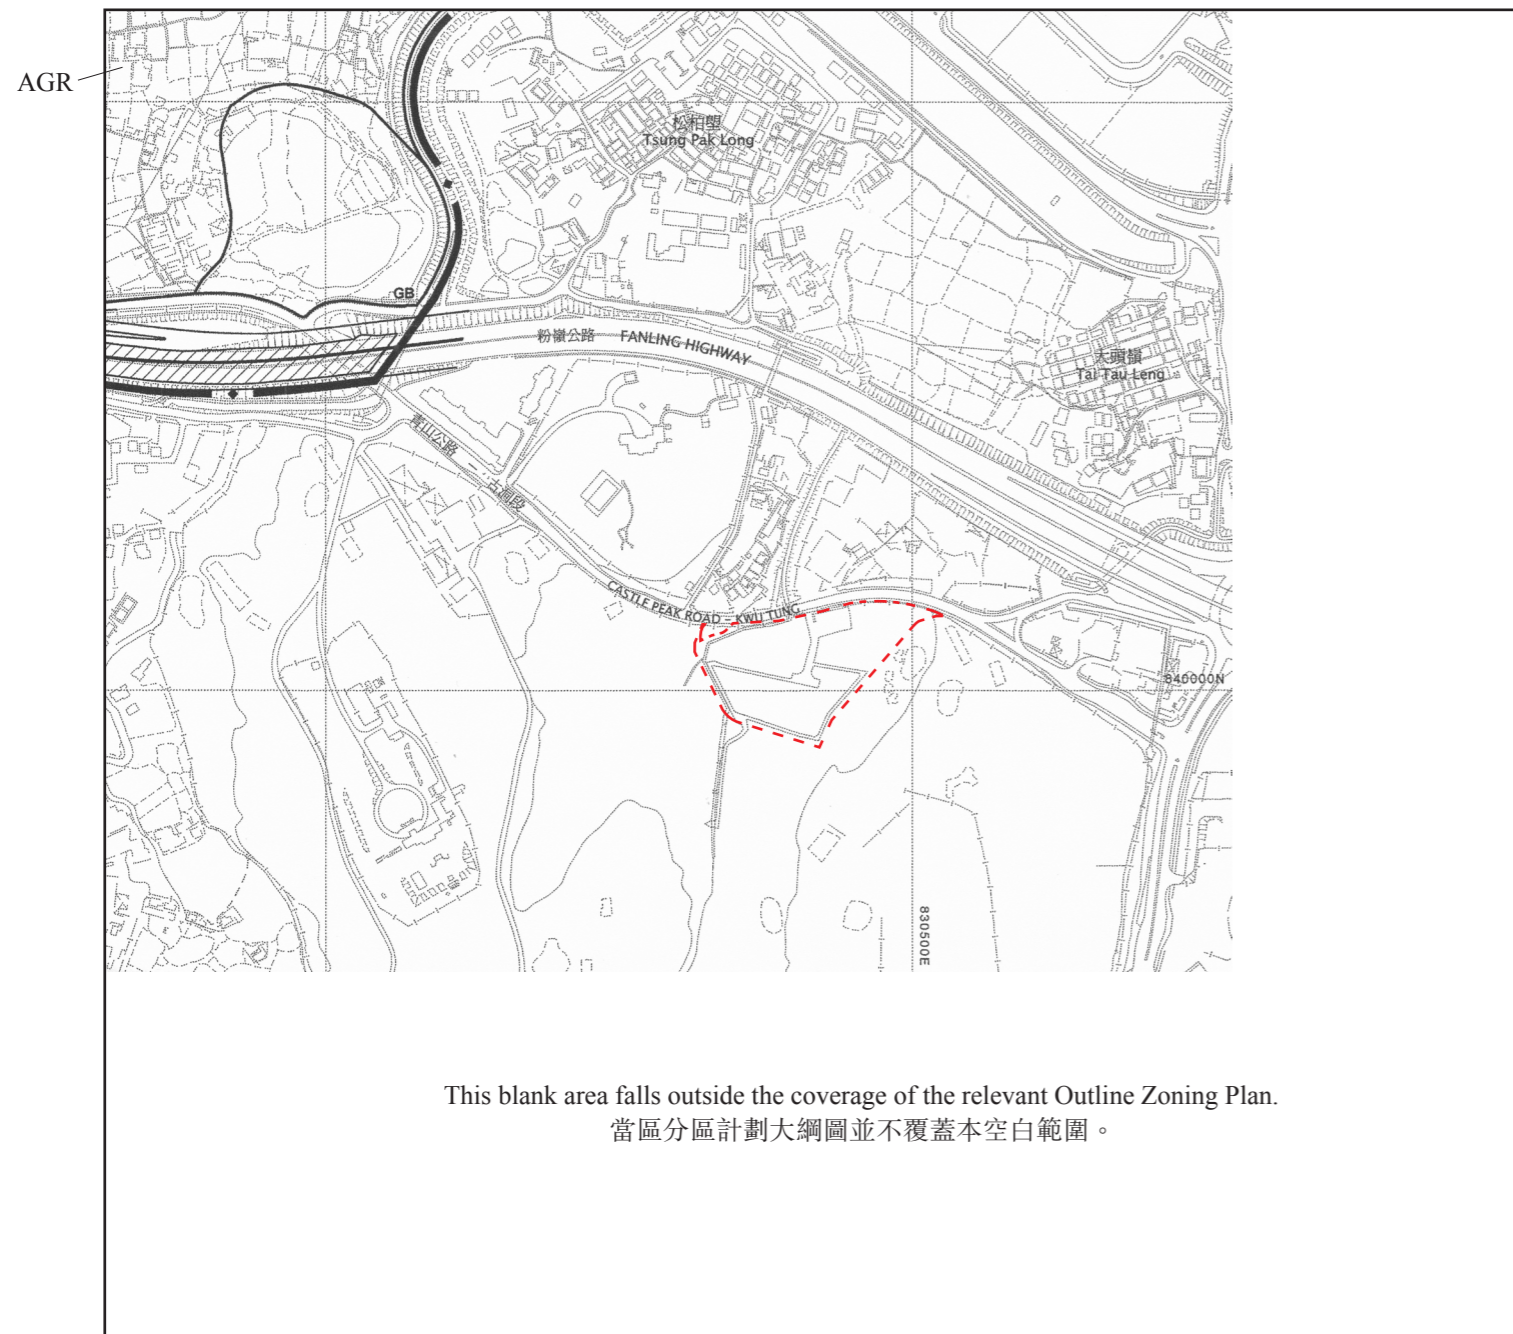 AGR
松柏塱
Tsung Pak Long
GB
粉嶺公路 FANLING HIGHWAY
大頭嶺
Tai Tau Leng
青山公路 — 古洞段
CASTLE PEAK ROAD – KWU TUNG
840000N
830500E
This blank area falls outside the coverage of the relevant Outline Zoning Plan.
當區分區計劃大綱圖並不覆蓋本空白範圍。